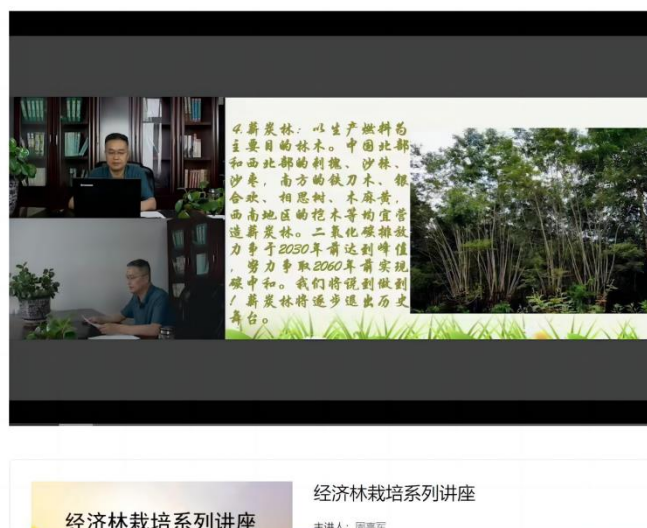 4.薪炭林：以生产燃料为
主要目的林木。中国北部
和西北部的刺槐、沙棘、
沙枣，南方的铁刀木、银
合欢、相思树、木麻黄，
西南地区的桤木等均宜营
造薪炭林。二氧化碳排放
力争于2030年前达到峰值
，努力争取2060年前实现
碳中和。我们将说到做到
！薪炭林将逐步退出历史
舞台。
经济林栽培系列讲座
主讲人：
经济林栽培系列讲座